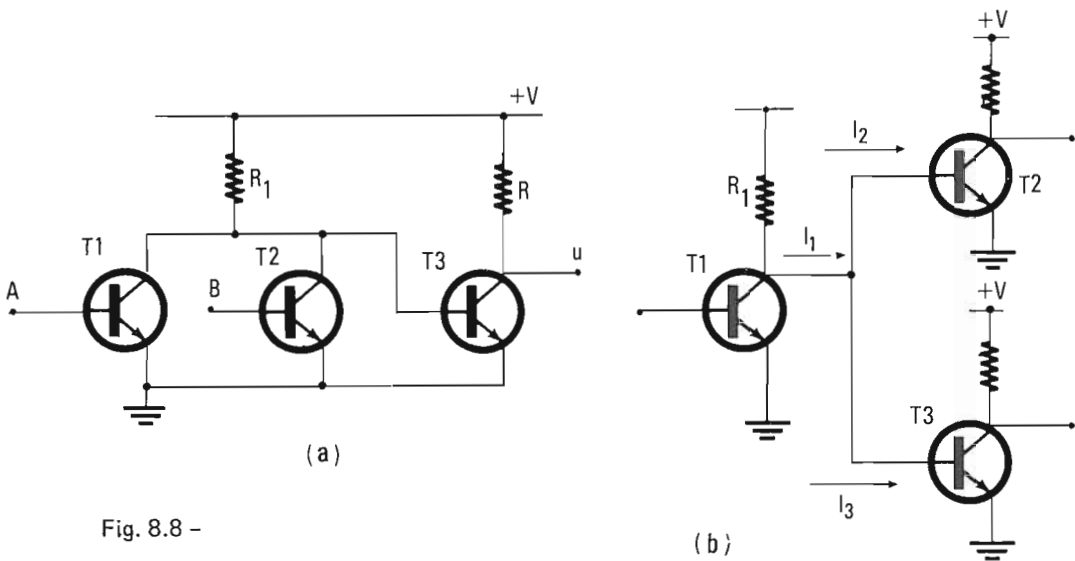 +V
R1
R
T1
T2
T3
A
B
u
(a)
Fig. 8.8 –
+V
I2
R1
T2
I1
T1
+V
T3
I3
(b)